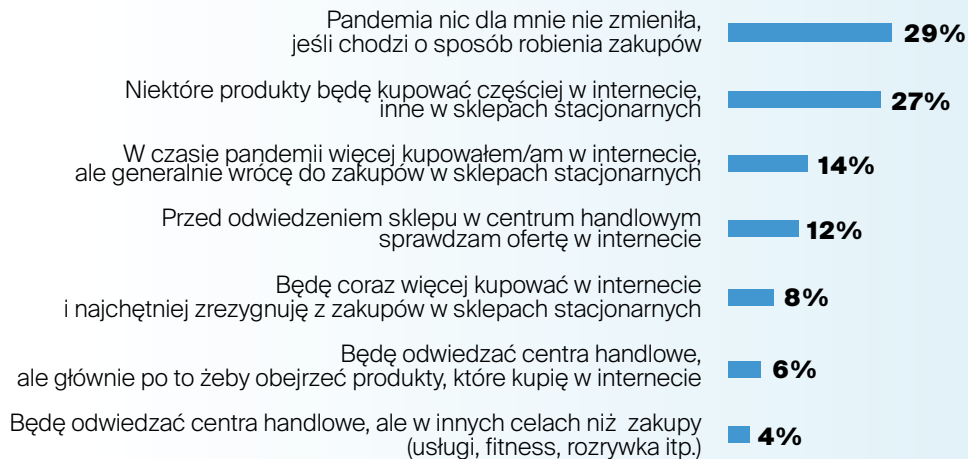 Pandemia nic dla mnie nie zmieniła,
jeśli chodzi o sposób robienia zakupów
29%
Niektóre produkty będę kupować częściej w internecie,
inne w sklepach stacjonarnych
27%
W czasie pandemii więcej kupowałem/am w internecie,
ale generalnie wrócę do zakupów w sklepach stacjonarnych
14%
Przed odwiedzeniem sklepu w centrum handlowym
sprawdzam ofertę w internecie
12%
Będę coraz więcej kupować w internecie
i najchętniej zrezygnuję z zakupów w sklepach stacjonarnych
8%
Będę odwiedzać centra handlowe,
ale głównie po to żeby obejrzeć produkty, które kupię w internecie
6%
Będę odwiedzać centra handlowe, ale w innych celach niż zakupy
(usługi, fitness, rozrywka itp.)
4%